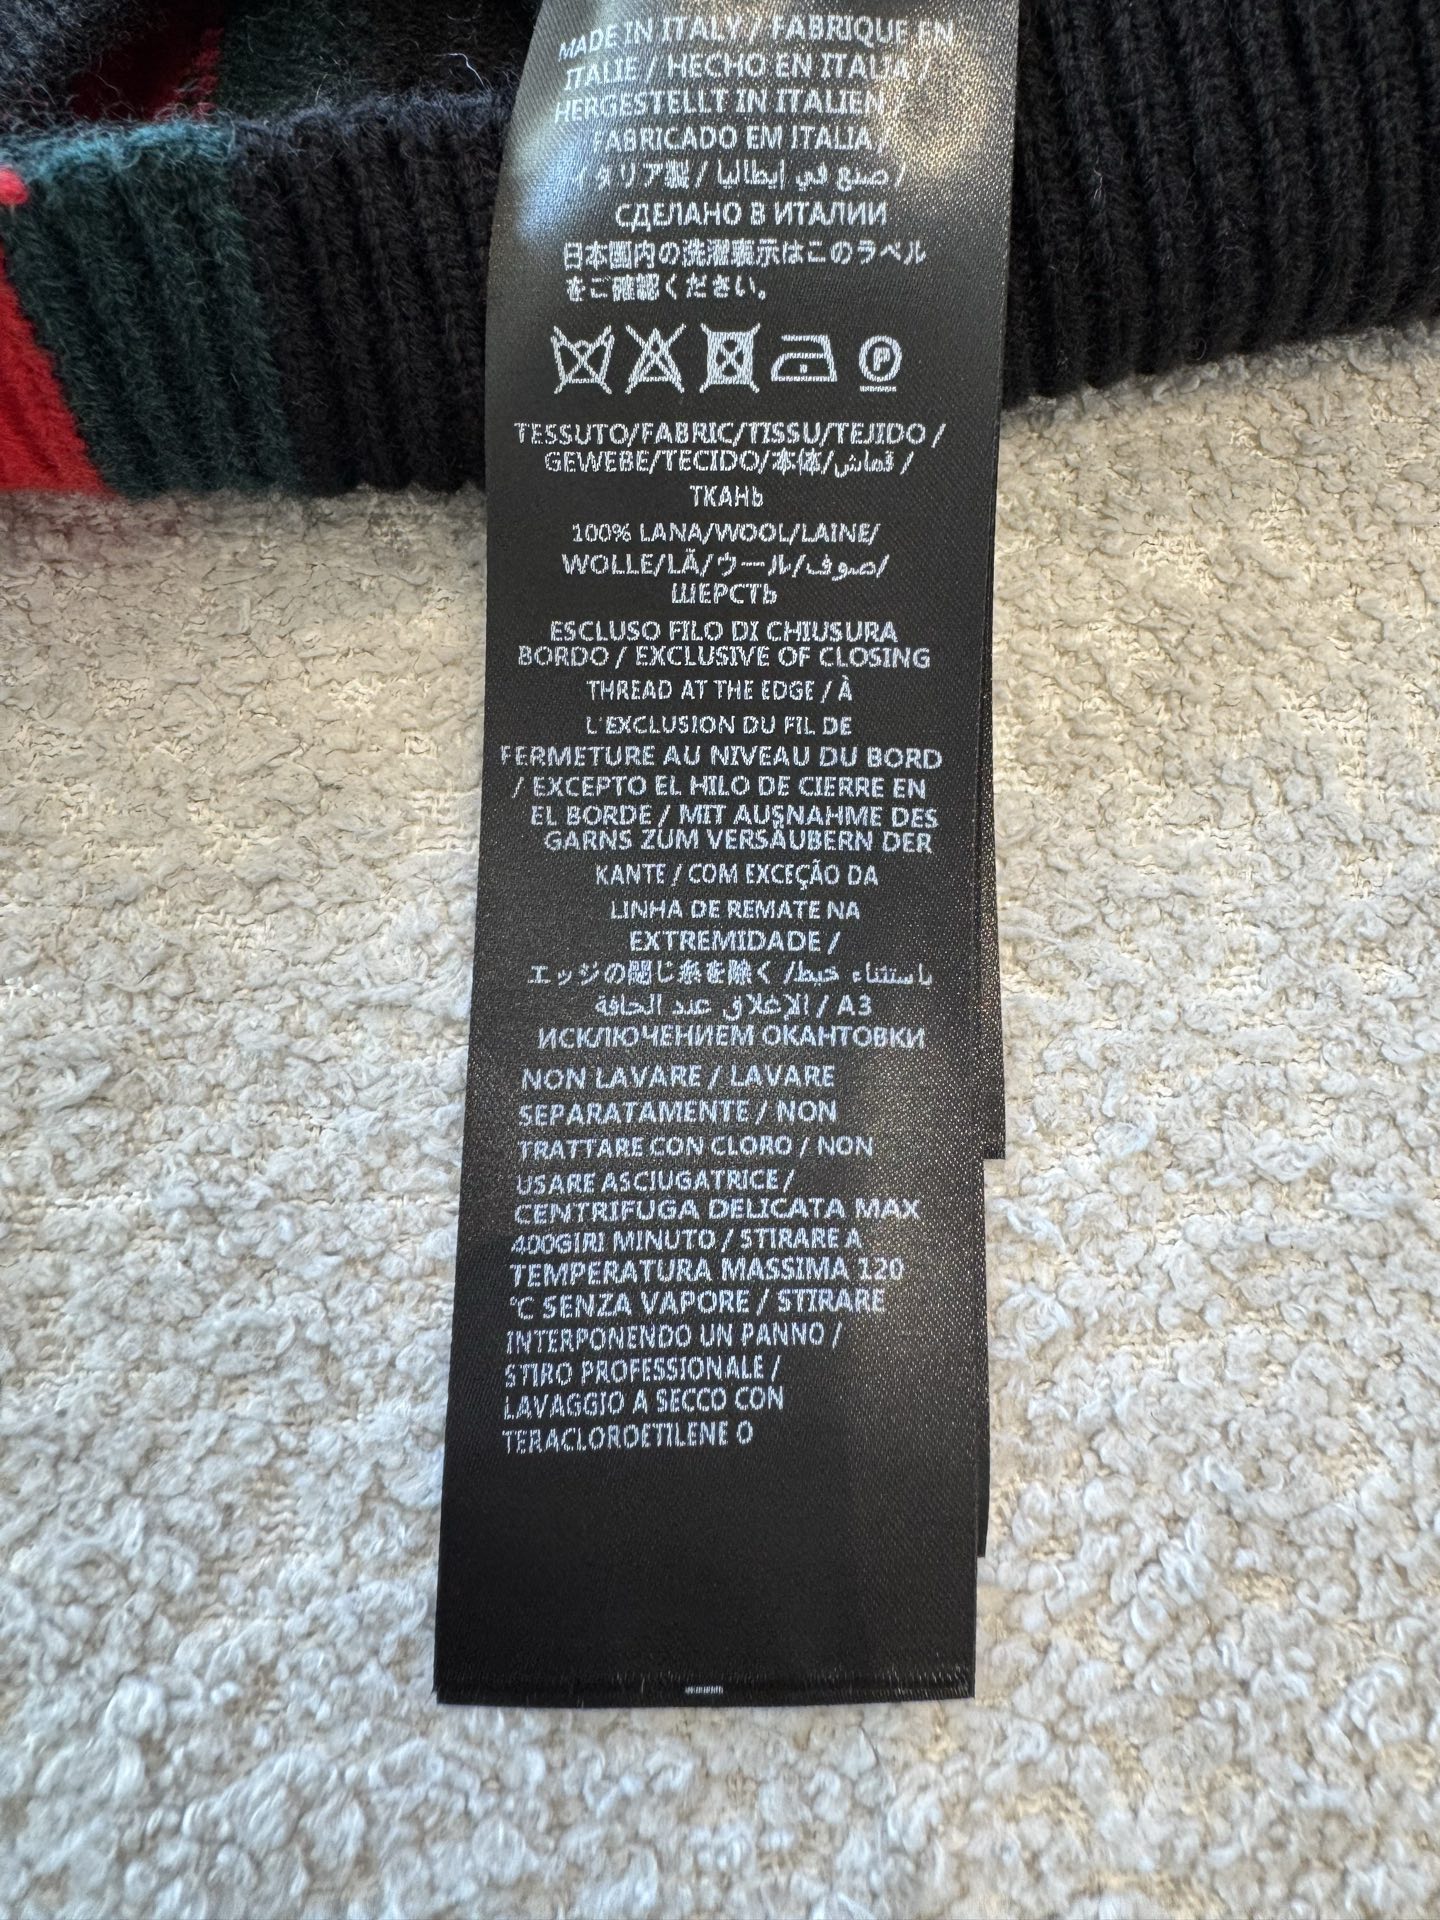 MADE IN ITALY / FABRIQUE EN
ITALIE / HECHO EN ITALIA /
HERGESTELLT IN ITALIEN /
FABRICADO EM ITALIA /
イタリア製 / صنع في إيطاليا /
СДЕЛАНО В ИТАЛИИ
日本国内の洗濯表示はこのラベル
をご確認ください。
P
TESSUTO/FABRIC/TISSU/TEJIDO /
GEWEBE/TECIDO/本体/قماش /
ТКАНЬ
100% LANA/WOOL/LAINE/
WOLLE/LÃ/ウール/صوف/
ШЕРСТЬ
ESCLUSO FILO DI CHIUSURA
BORDO / EXCLUSIVE OF CLOSING
THREAD AT THE EDGE / À
L'EXCLUSION DU FIL DE
FERMETURE AU NIVEAU DU BORD
/ EXCEPTO EL HILO DE CIERRE EN
EL BORDE / MIT AUSNAHME DES
GARNS ZUM VERSÄUBERN DER
KANTE / COM EXCEÇÃO DA
LINHA DE REMATE NA
EXTREMIDADE /
エッジの閉じ糸を除く /باستثناء خيط
الإغلاق عند الحافة / АЗ
ИСКЛЮЧЕНИЕМ ОКАНТОВКИ
NON LAVARE / LAVARE
SEPARATAMENTE / NON
TRATTARE CON CLORO / NON
USARE ASCIUGATRICE /
CENTRIFUGA DELICATA MAX
400GIRI MINUTO / STIRARE A
TEMPERATURA MASSIMA 120
°C SENZA VAPORE / STIRARE
INTERPONENDO UN PANNO /
STIRO PROFESSIONALE /
LAVAGGIO A SECCO CON
TERACLOROETILENE O